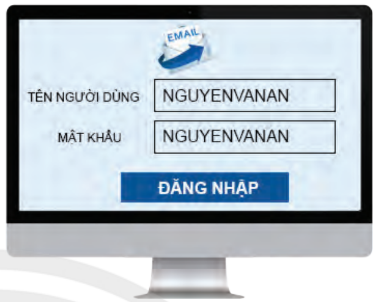 EMAIL
TÊN NGƯỜI DÙNG NGUYENVANAN
MẬT KHẨU NGUYENVANAN
ĐĂNG NHẬP